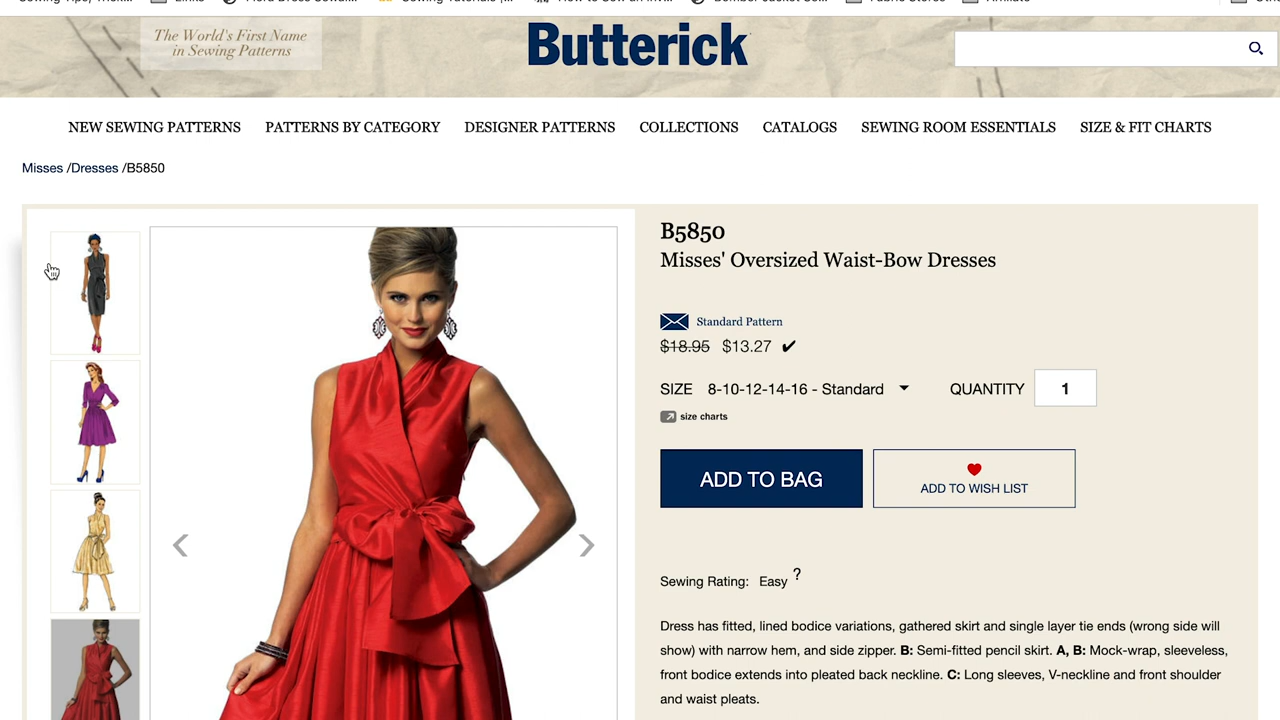 The World's First Name
in Sewing Patterns
Butterick
NEW SEWING PATTERNS PATTERNS BY CATEGORY DESIGNER PATTERNS COLLECTIONS CATALOGS SEWING ROOM ESSENTIALS SIZE & FIT CHARTS
Misses /Dresses /B5850
B5850
Misses' Oversized Waist-Bow Dresses
Standard Pattern
$18.95 $13.27
SIZE 8-10-12-14-16 - Standard QUANTITY 1
size charts
ADD TO BAG
ADD TO WISH LIST
Sewing Rating: Easy ?
Dress has fitted, lined bodice variations, gathered skirt and single layer tie ends (wrong side will
show) with narrow hem, and side zipper. B: Semi-fitted pencil skirt. A, B: Mock-wrap, sleeveless,
front bodice extends into pleated back neckline. C: Long sleeves, V-neckline and front shoulder
and waist pleats.